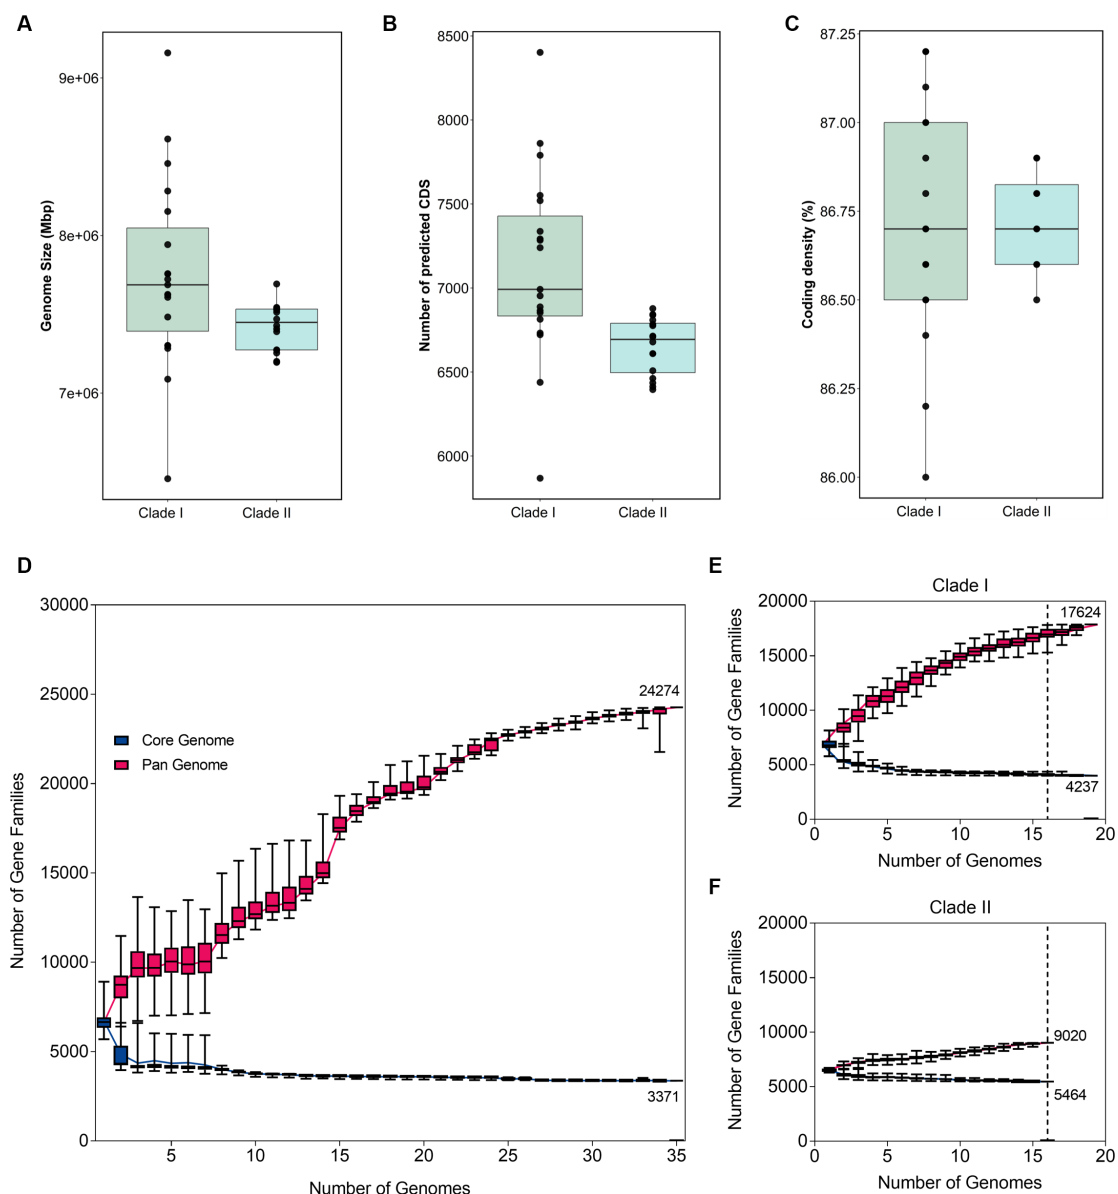 A
B
C
Genome Size (Mbp)
9e+06
8e+06
7e+06
Clade I
Clade II
Number of predicted CDS
8500
8000
7500
7000
6500
6000
Clade I
Clade II
Coding density (%)
87.25
87.00
86.75
86.50
86.25
86.00
Clade I
Clade II
D
Number of Gene Families
30000
25000
20000
15000
10000
5000
0
Core Genome
Pan Genome
24274
3371
5
10
15
20
25
30
35
Number of Genomes
E
Clade I
Number of Gene Families
20000
15000
10000
5000
0
17624
4237
0
5
10
15
20
Number of Genomes
F
Clade II
Number of Gene Families
20000
15000
10000
5000
0
9020
5464
0
5
10
15
20
Number of Genomes